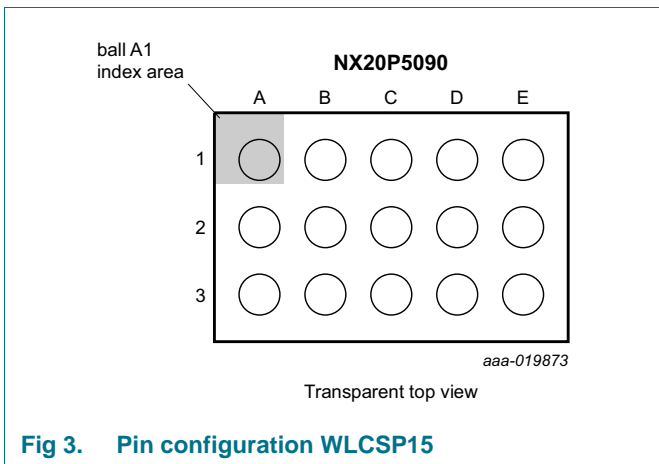 ball A1
index area
NX20P5090
A B C D E
1
2
3
aaa-019873
Transparent top view
Fig 3. Pin configuration WLCSP15